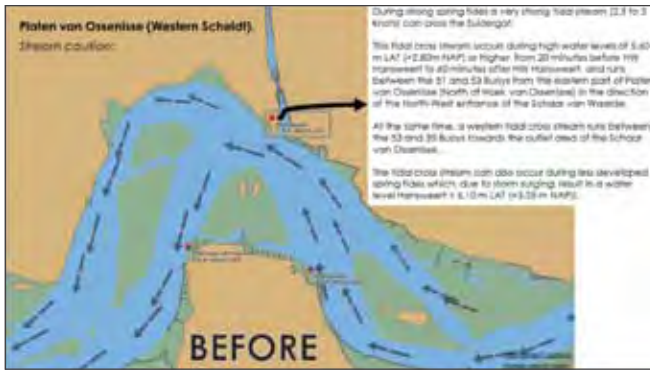 Platen van Ossenisse (Western Scheldt).
Stream caution:
During strong spring tides a very strong tidal stream (2,5 to 3
knots) can cross the Zuidergat.
This tidal cross stream occurs during high water levels of 5.60
m LAT (+2.80m NAP) or higher, from 20 minutes before HW
Hansweert to 60 minutes after HW Hansweert, and runs
between the 51 and 53 Buoys from the eastern part of Platen
van Ossenisse (North of Hoek van Ossenisse) in the direction
of the North-West entrance of the Schaar van Waarde.
At the same time, a western tidal cross stream runs between
the 53 and 55 Buoys towards the outlet area of the Schaar
van Ossenisse.
The tidal cross stream can also occur during less developed
spring tides which, due to storm surging, result in a water
level Hansweert ≥ 6,10 m LAT
BEFORE